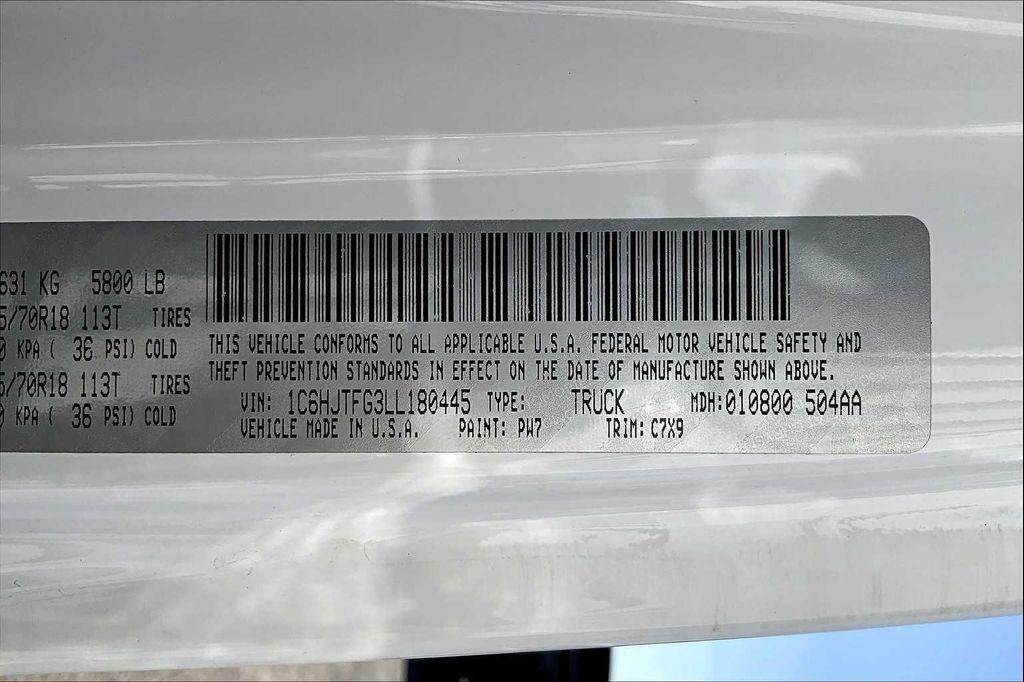 631 KG 5800 LB
5/70R18 113T TIRES
0 KPA ( 36 PSI) COLD
5/70R18 113T TIRES
0 KPA ( 36 PSI) COLD
THIS VEHICLE CONFORMS TO ALL APPLICABLE U.S.A. FEDERAL MOTOR VEHICLE SAFETY AND
THEFT PREVENTION STANDARDS IN EFFECT ON THE DATE OF MANUFACTURE SHOWN ABOVE.
VIN: 1C6HJTFG3LL180445 TYPE: TRUCK MDH:010800 504AA
VEHICLE MADE IN U.S.A. PAINT: PW7 TRIM: C7X9